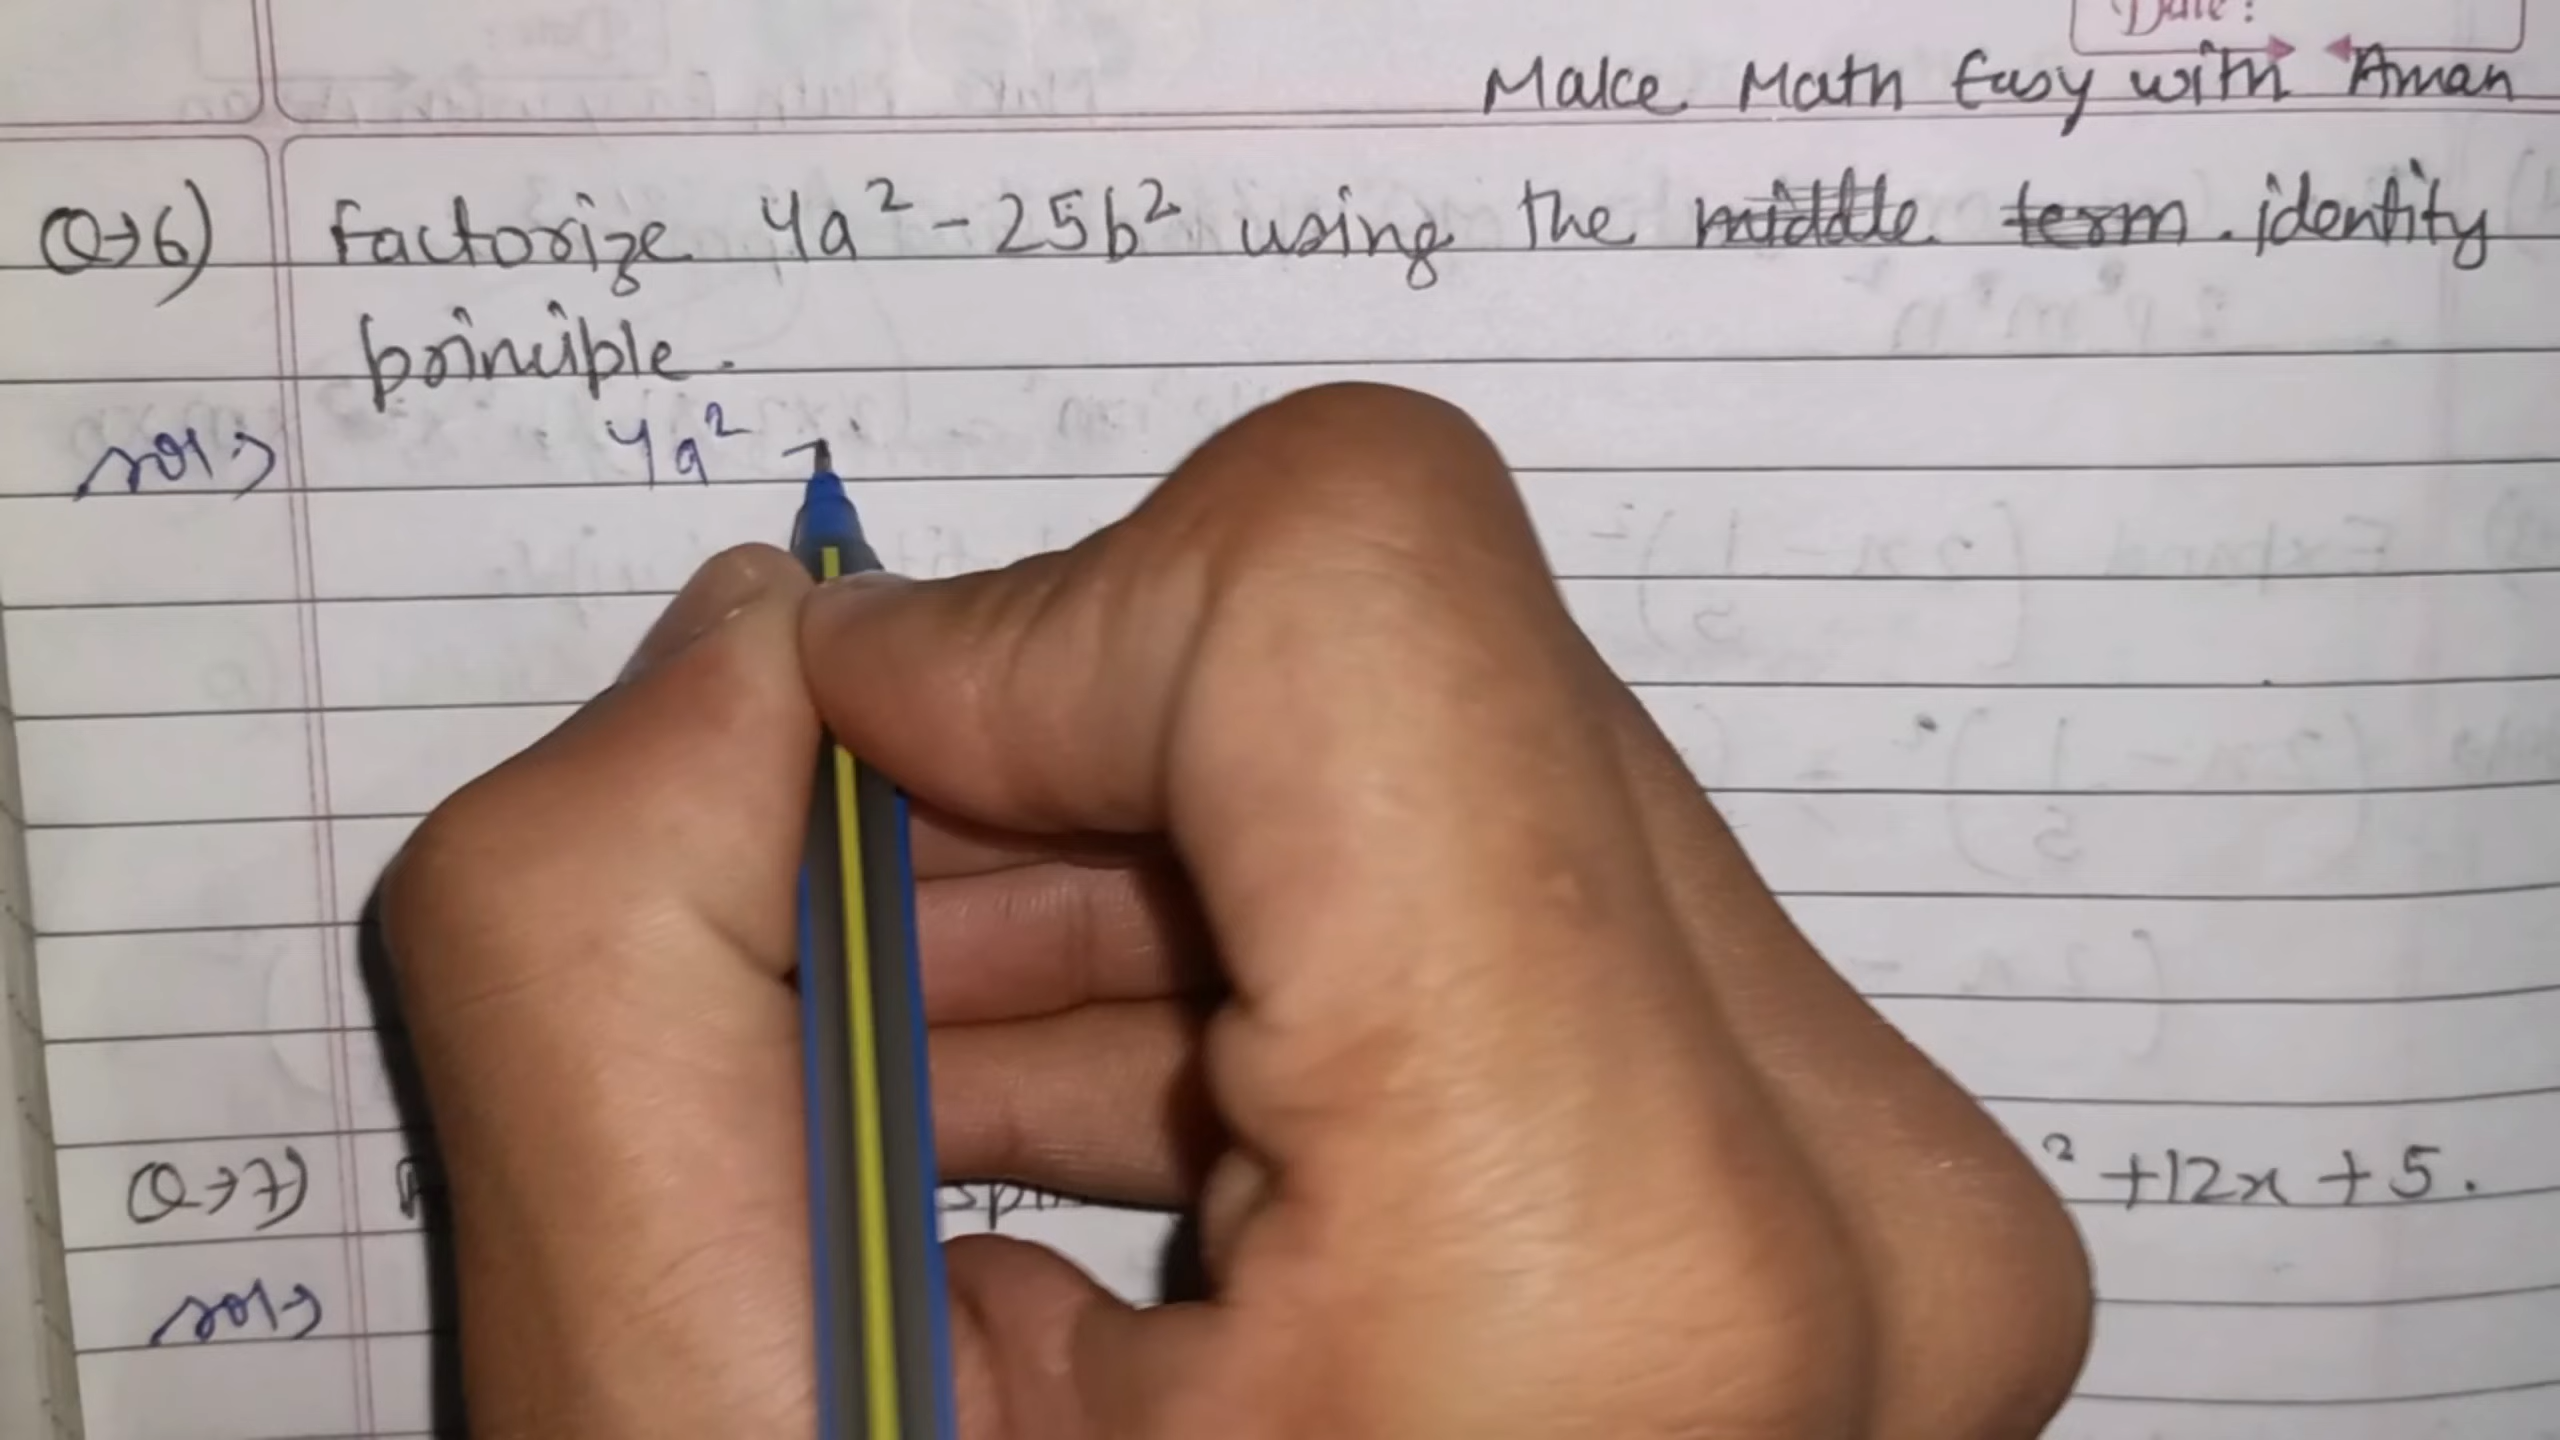 Date:
Make Math Easy with Aman
Q→6) Factorize 4a² - 25b² using the middle term. identity
principle.
sol→ 4a² -
Q→7) ² +12x + 5.
sol→